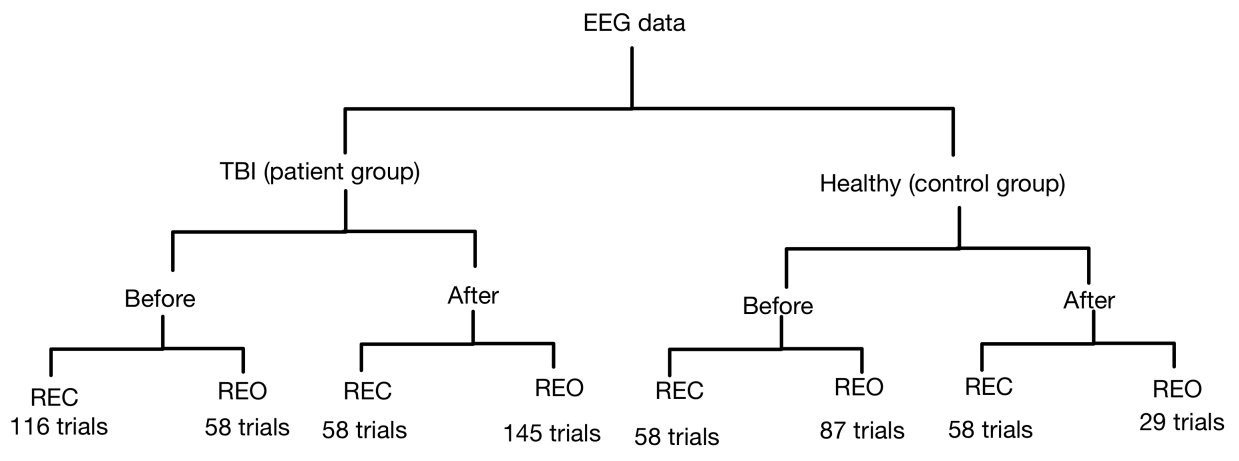 EEG data
TBI (patient group)
Healthy (control group)
Before
After
Before
After
REC
REO
REC
REO
REC
REO
REC
REO
116 trials
58 trials
58 trials
145 trials
58 trials
87 trials
58 trials
29 trials